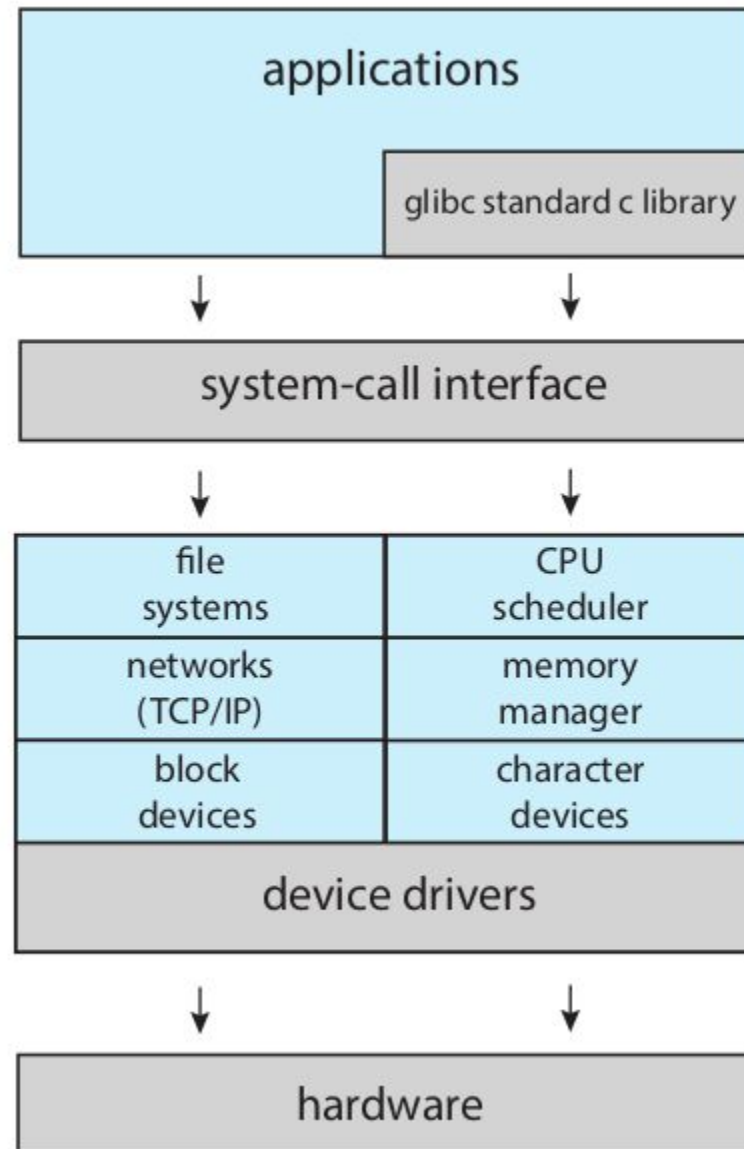 applications
glibc standard c library
system-call interface
file
systems
CPU
scheduler
networks
(TCP/IP)
memory
manager
block
devices
character
devices
device drivers
hardware